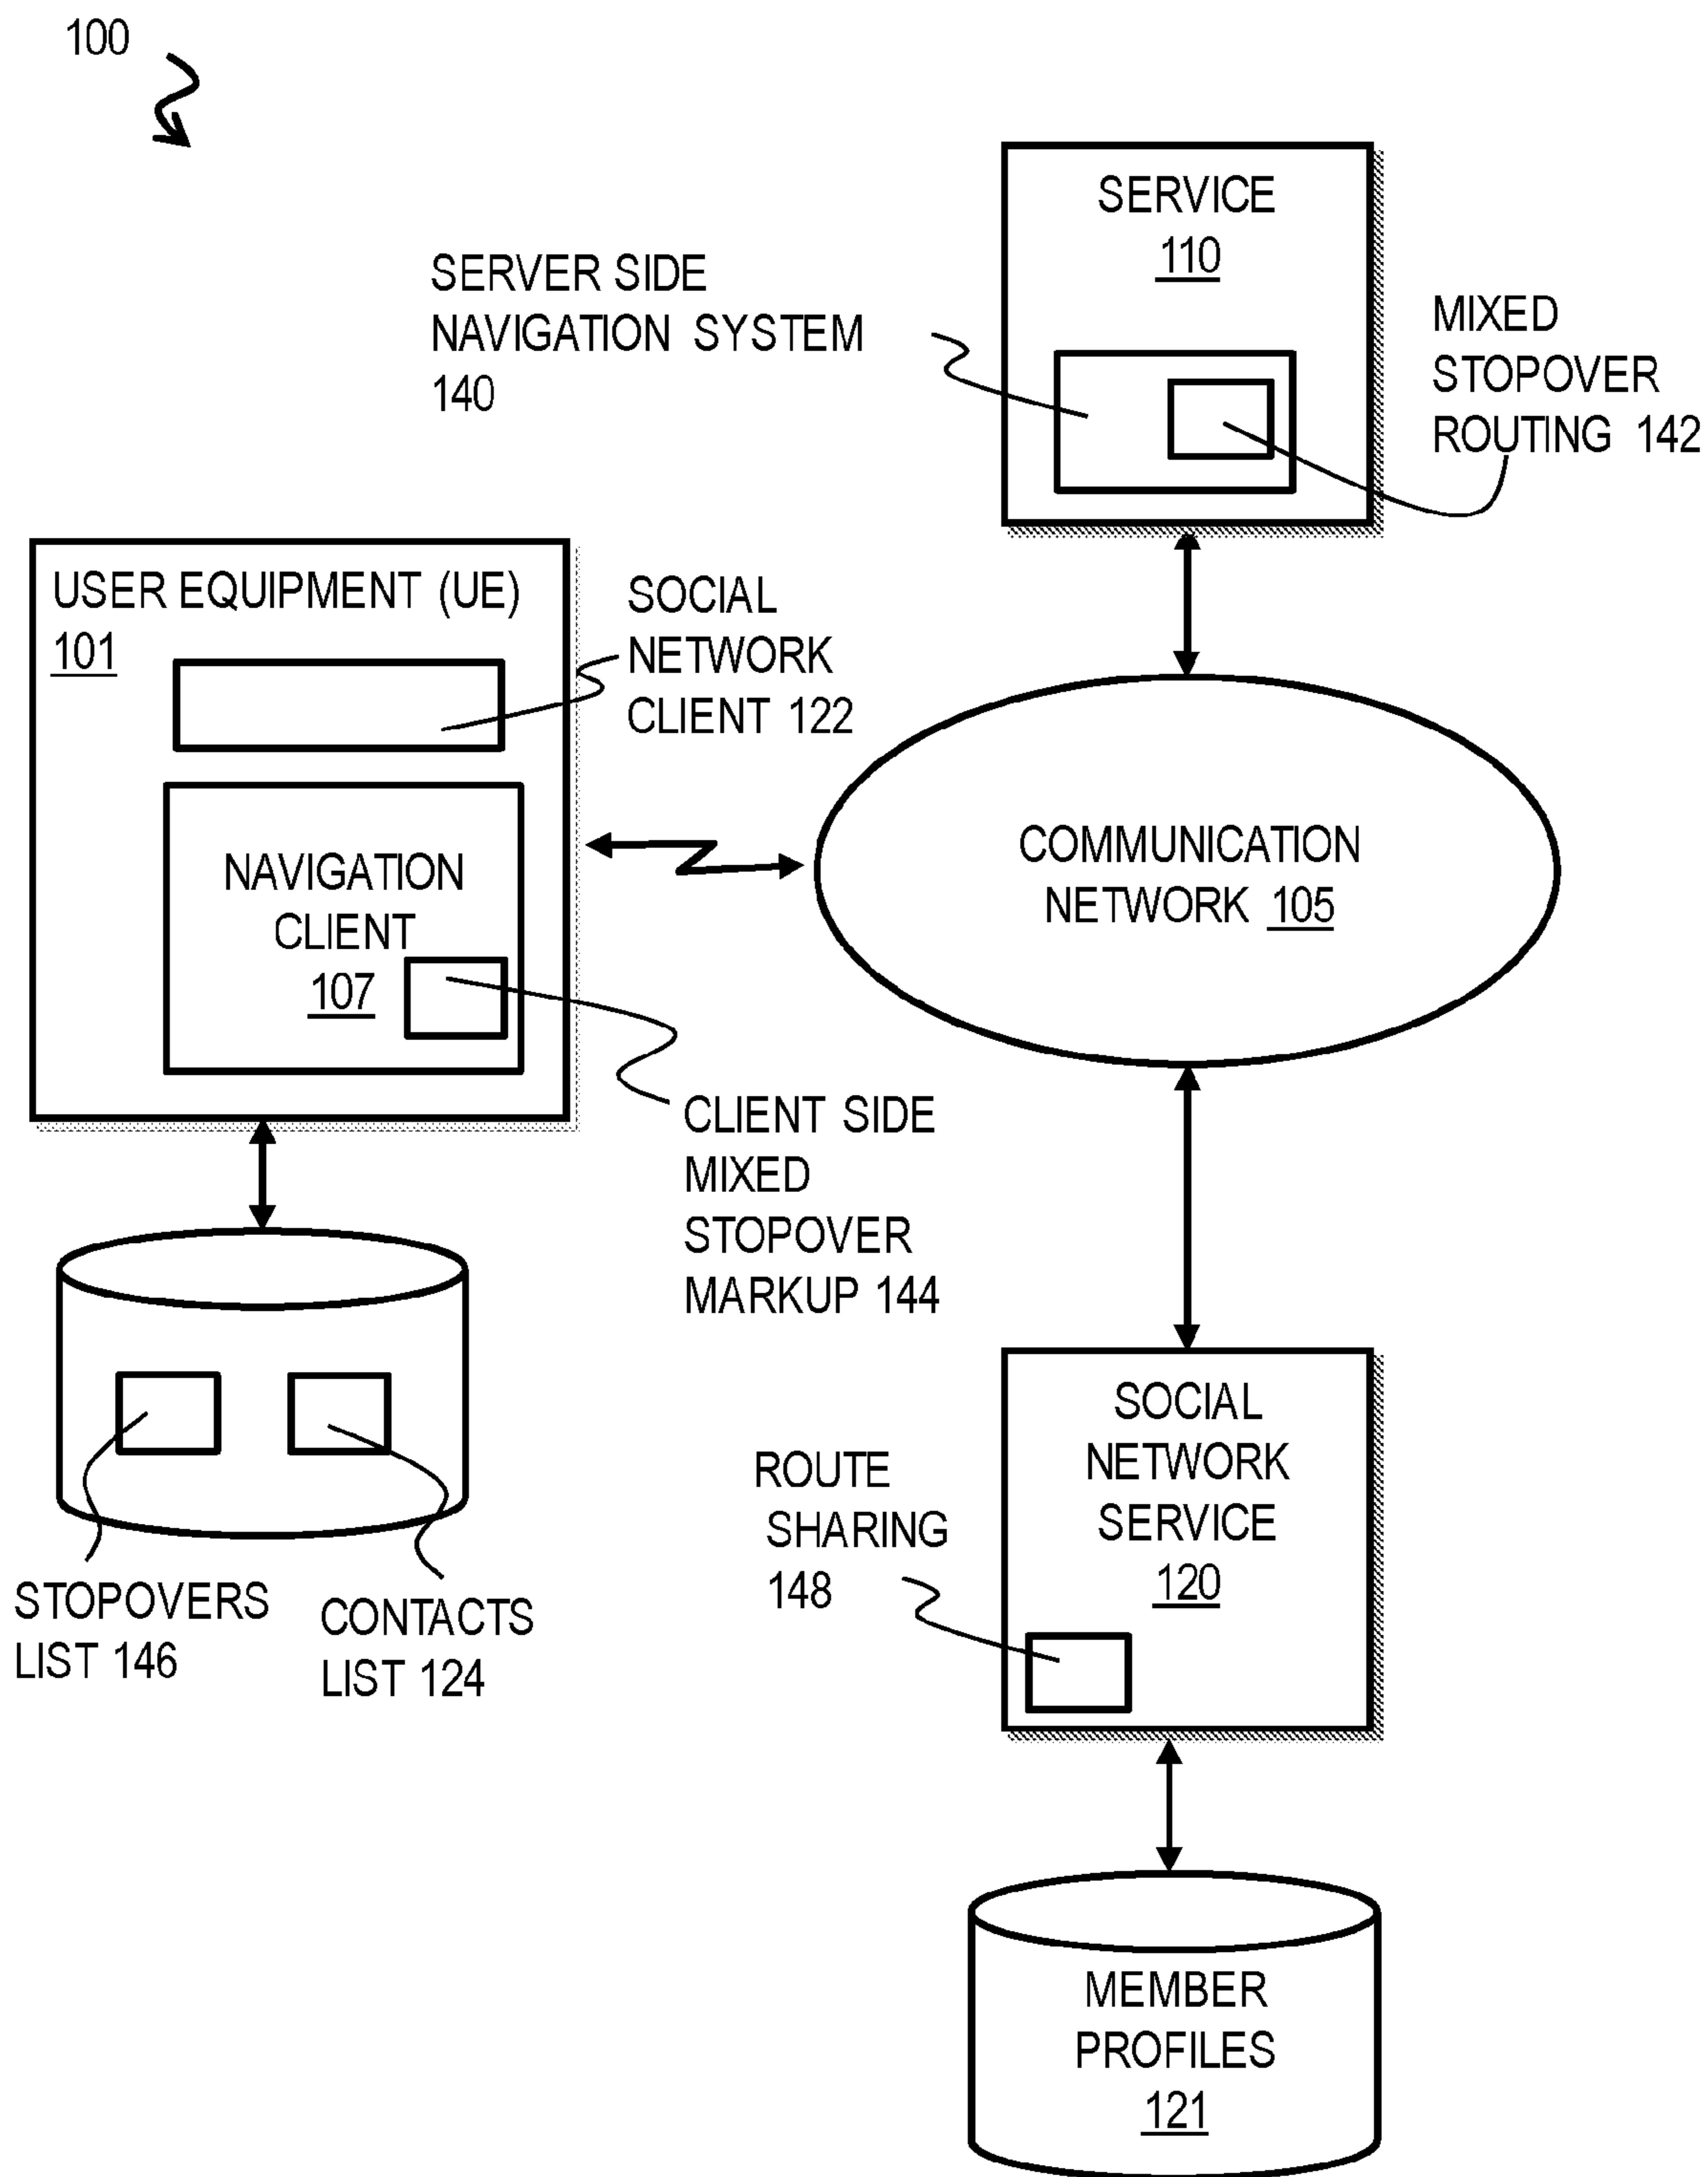 100
SERVICE
110
SERVER SIDE
NAVIGATION SYSTEM
140
MIXED
STOPOVER
ROUTING 142
USER EQUIPMENT (UE)
101
SOCIAL
NETWORK
CLIENT 122
NAVIGATION
CLIENT
107
COMMUNICATION
NETWORK 105
CLIENT SIDE
MIXED
STOPOVER
MARKUP 144
STOPOVERS
LIST 146
CONTACTS
LIST 124
ROUTE
SHARING
148
SOCIAL
NETWORK
SERVICE
120
MEMBER
PROFILES
121